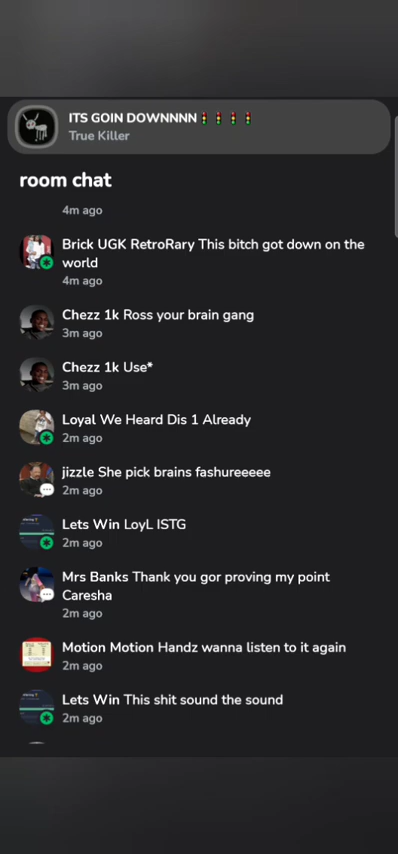 ITS GOIN DOWNNNN🚦🚦🚦🚦
True Killer
room chat
4m ago
Brick UGK RetroRary This bitch got down on the
world
4m ago
Chezz 1k Ross your brain gang
3m ago
Chezz 1k Use*
3m ago
Loyal We Heard Dis 1 Already
2m ago
jizzle She pick brains fashureeeee
2m ago
Lets Win LoyL ISTG
2m ago
Mrs Banks Thank you gor proving my point
Caresha
2m ago
Motion Motion Handz wanna listen to it again
2m ago
Lets Win This shit sound the sound
2m ago